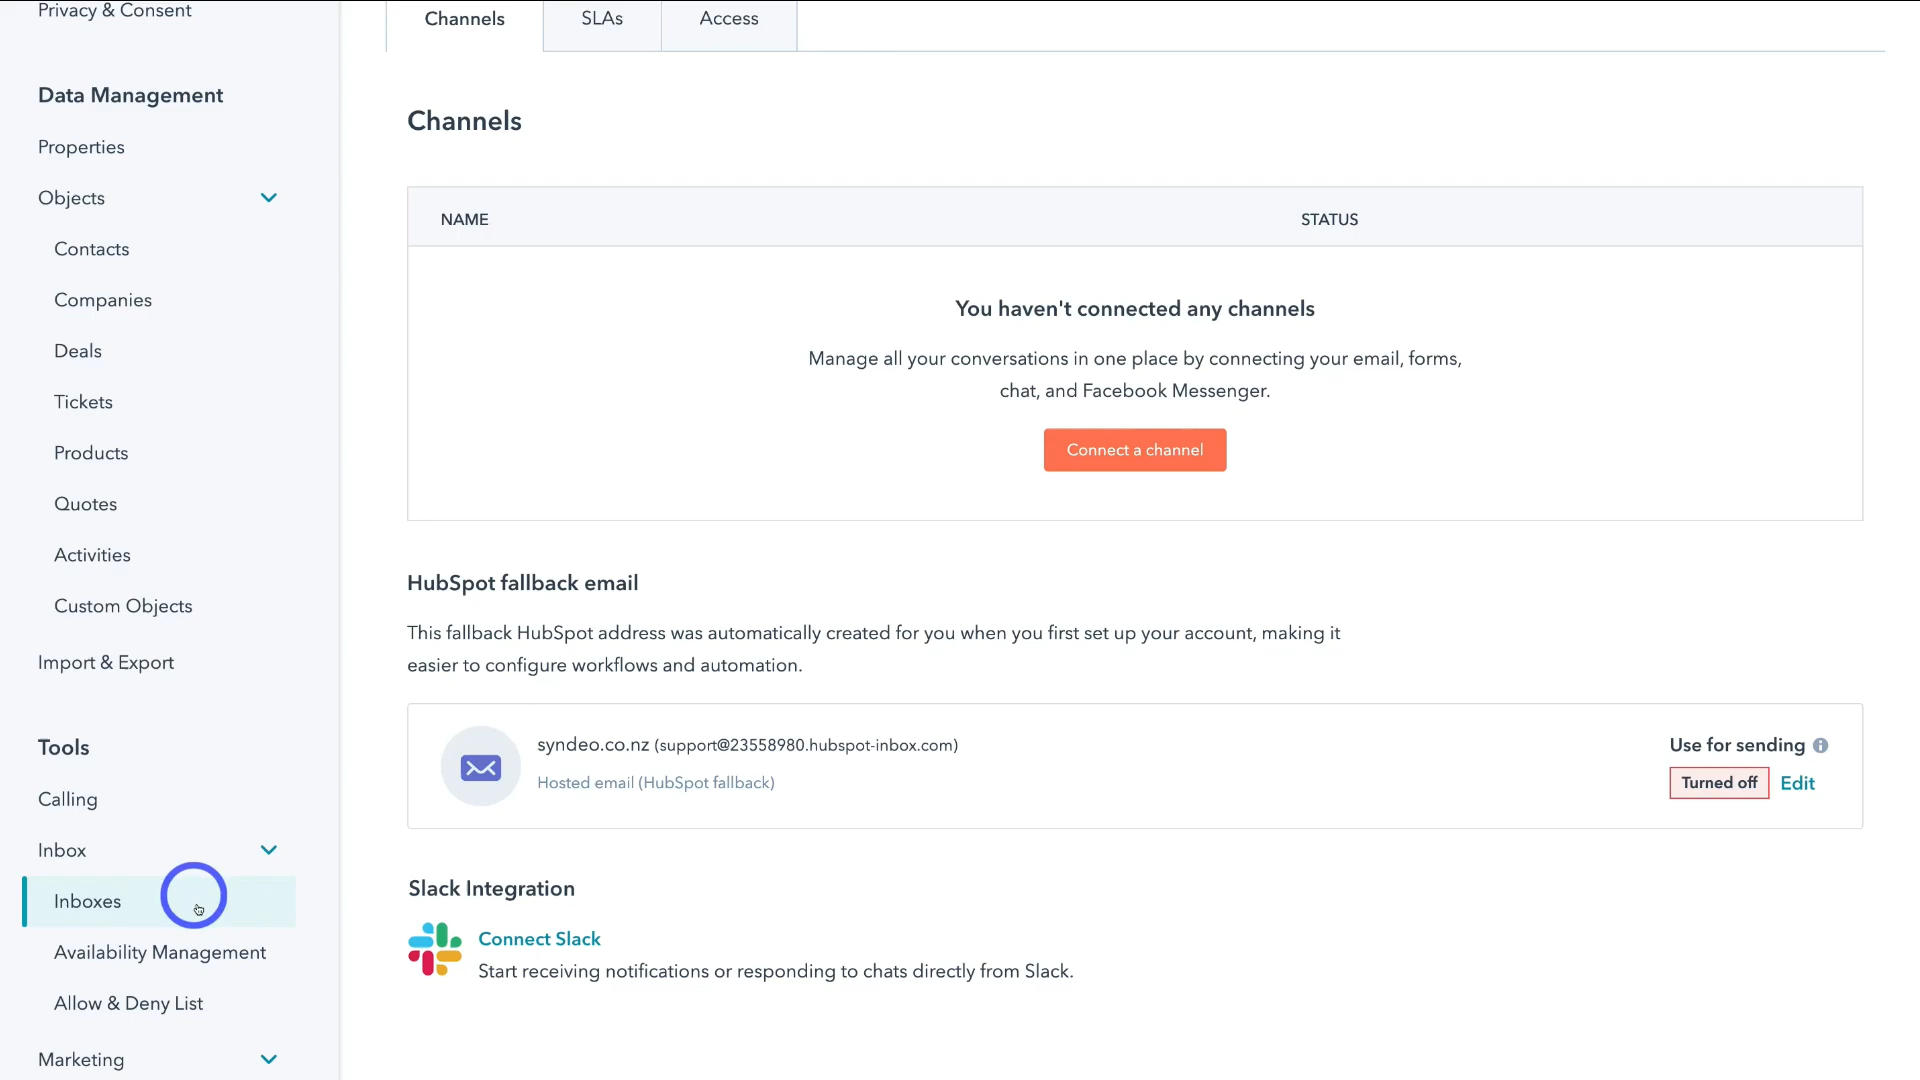 Privacy & Consent
Data Management
Properties
Objects
Contacts
Companies
Deals
Tickets
Products
Quotes
Activities
Custom Objects
Import & Export
Tools
Calling
Inbox
Inboxes
Availability Management
Allow & Deny List
Marketing
Channels
SLAs
Access
Channels
NAME
STATUS
You haven't connected any channels
Manage all your conversations in one place by connecting your email, forms,
chat, and Facebook Messenger.
Connect a channel
HubSpot fallback email
This fallback HubSpot address was automatically created for you when you first set up your account, making it
easier to configure workflows and automation.
syndeo.co.nz (support@23558980.hubspot-inbox.com)
Hosted email (HubSpot fallback)
Use for sending
Turned off
Edit
Slack Integration
Connect Slack
Start receiving notifications or responding to chats directly from Slack.